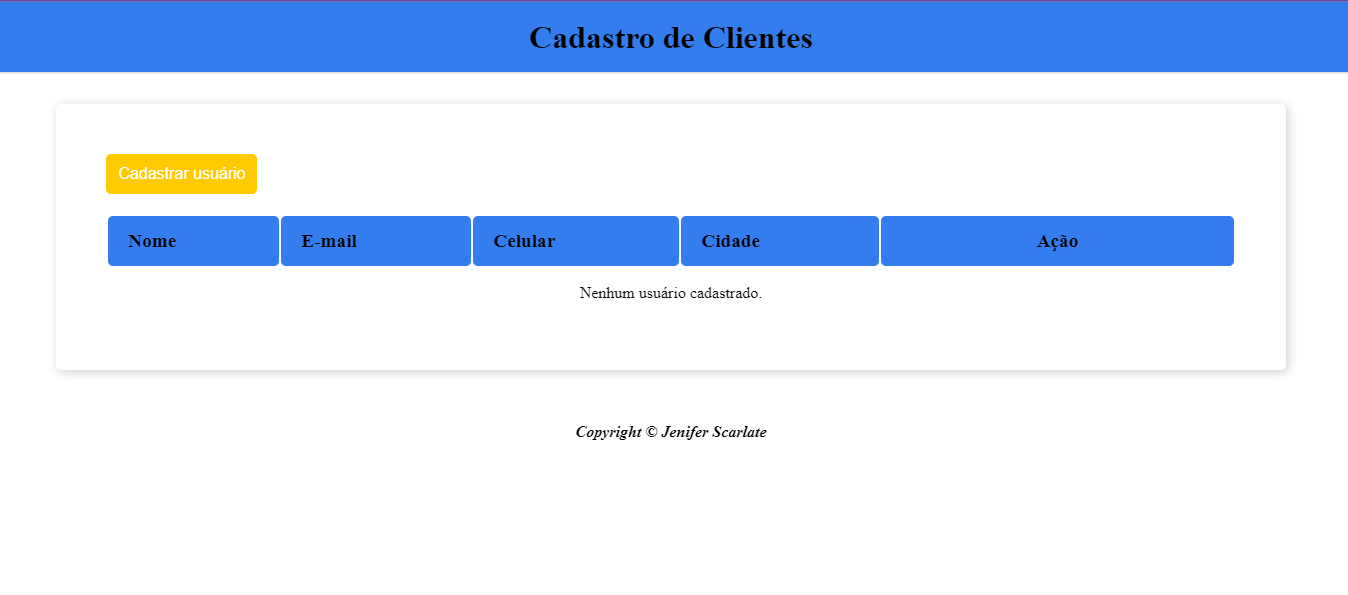 Cadastro de Clientes
Cadastrar usuário
Nome E-mail Celular Cidade Ação
Nenhum usuário cadastrado.
Copyright © Jenifer Scarlate